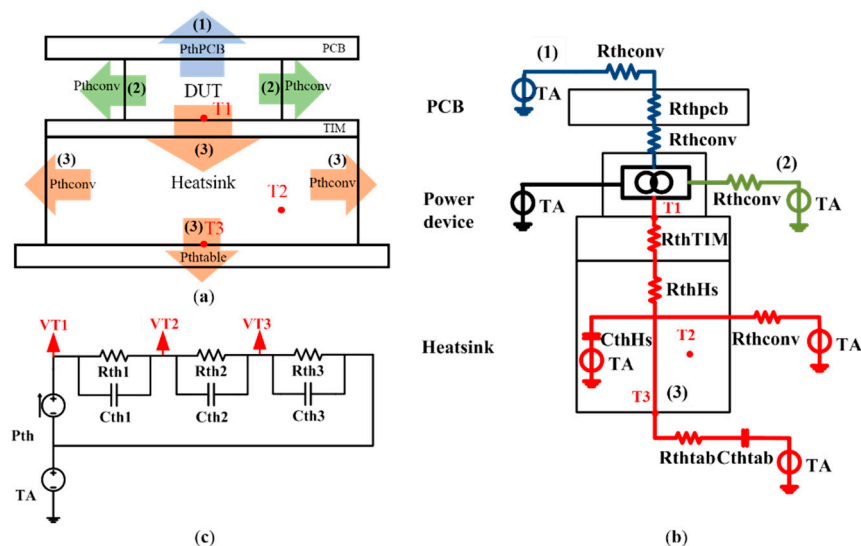 (1)
PthPCB
PCB
Pthconv
(2)
(2)
Pthconv
DUT
T1
TIM
(3)
(3)
Pthconv
Heatsink
(3)
Pthconv
T2
(3)
T3
Pthtable
(a)
VT1
VT2
VT3
Rth1
Rth2
Rth3
Cth1
Cth2
Cth3
Pth
TA
(c)
(1)
Rthconv
TA
PCB
Rthpcb
Rthconv
(2)
Power
device
TA
T1
Rthconv
TA
RthTIM
RthHs
Heatsink
CthHs
TA
T2
Rthconv
TA
T3
(3)
Rthtab
Cthtab
TA
(b)